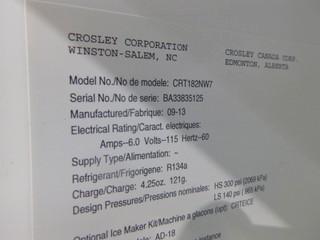 CROSLEY CORPORATION
WINSTON-SALEM, NC
CROSLEY CANADA CORP.
EDMONTON, ALBERTA
Model No./No de modele: CRT182NW7
Serial No./No de serie: BA33835125
Manufactured/Fabrique: 09-13
Electrical Rating/Caract. electriques:
Amps-6.0 Volts-115 Hertz-60
Supply Type/Alimentation: –
Refrigerant/Frigorigene: R134a
Charge/Charge: 4.25oz. 121g.
Design Pressures/Pressions nominales: HS 300 psi (2069 kPa)
LS 140 psi ( 966 kPa)
Optional Ice Maker Kit/Machine a glacons (opt):
AD-18